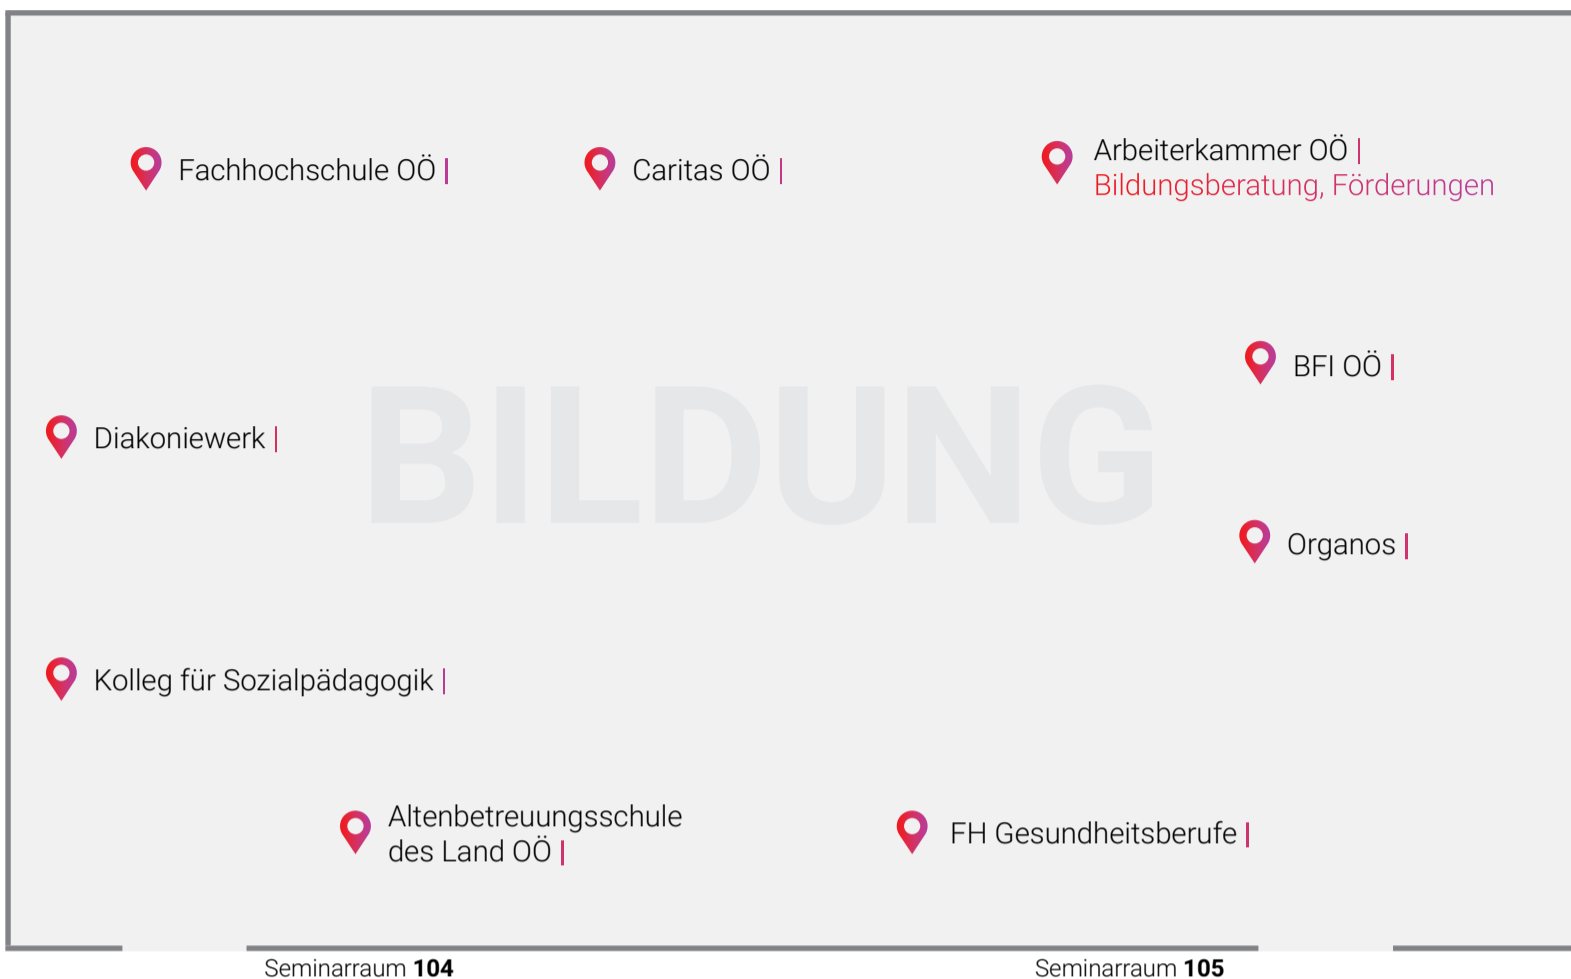 Fachhochschule OÖ |
Caritas OÖ |
Arbeiterkammer OÖ |
Bildungsberatung, Förderungen
BFI OÖ |
Diakoniewerk |
BILDUNG
Organos |
Kolleg für Sozialpädagogik |
Altenbetreuungsschule
des Land OÖ |
FH Gesundheitsberufe |
Seminarraum 104
Seminarraum 105